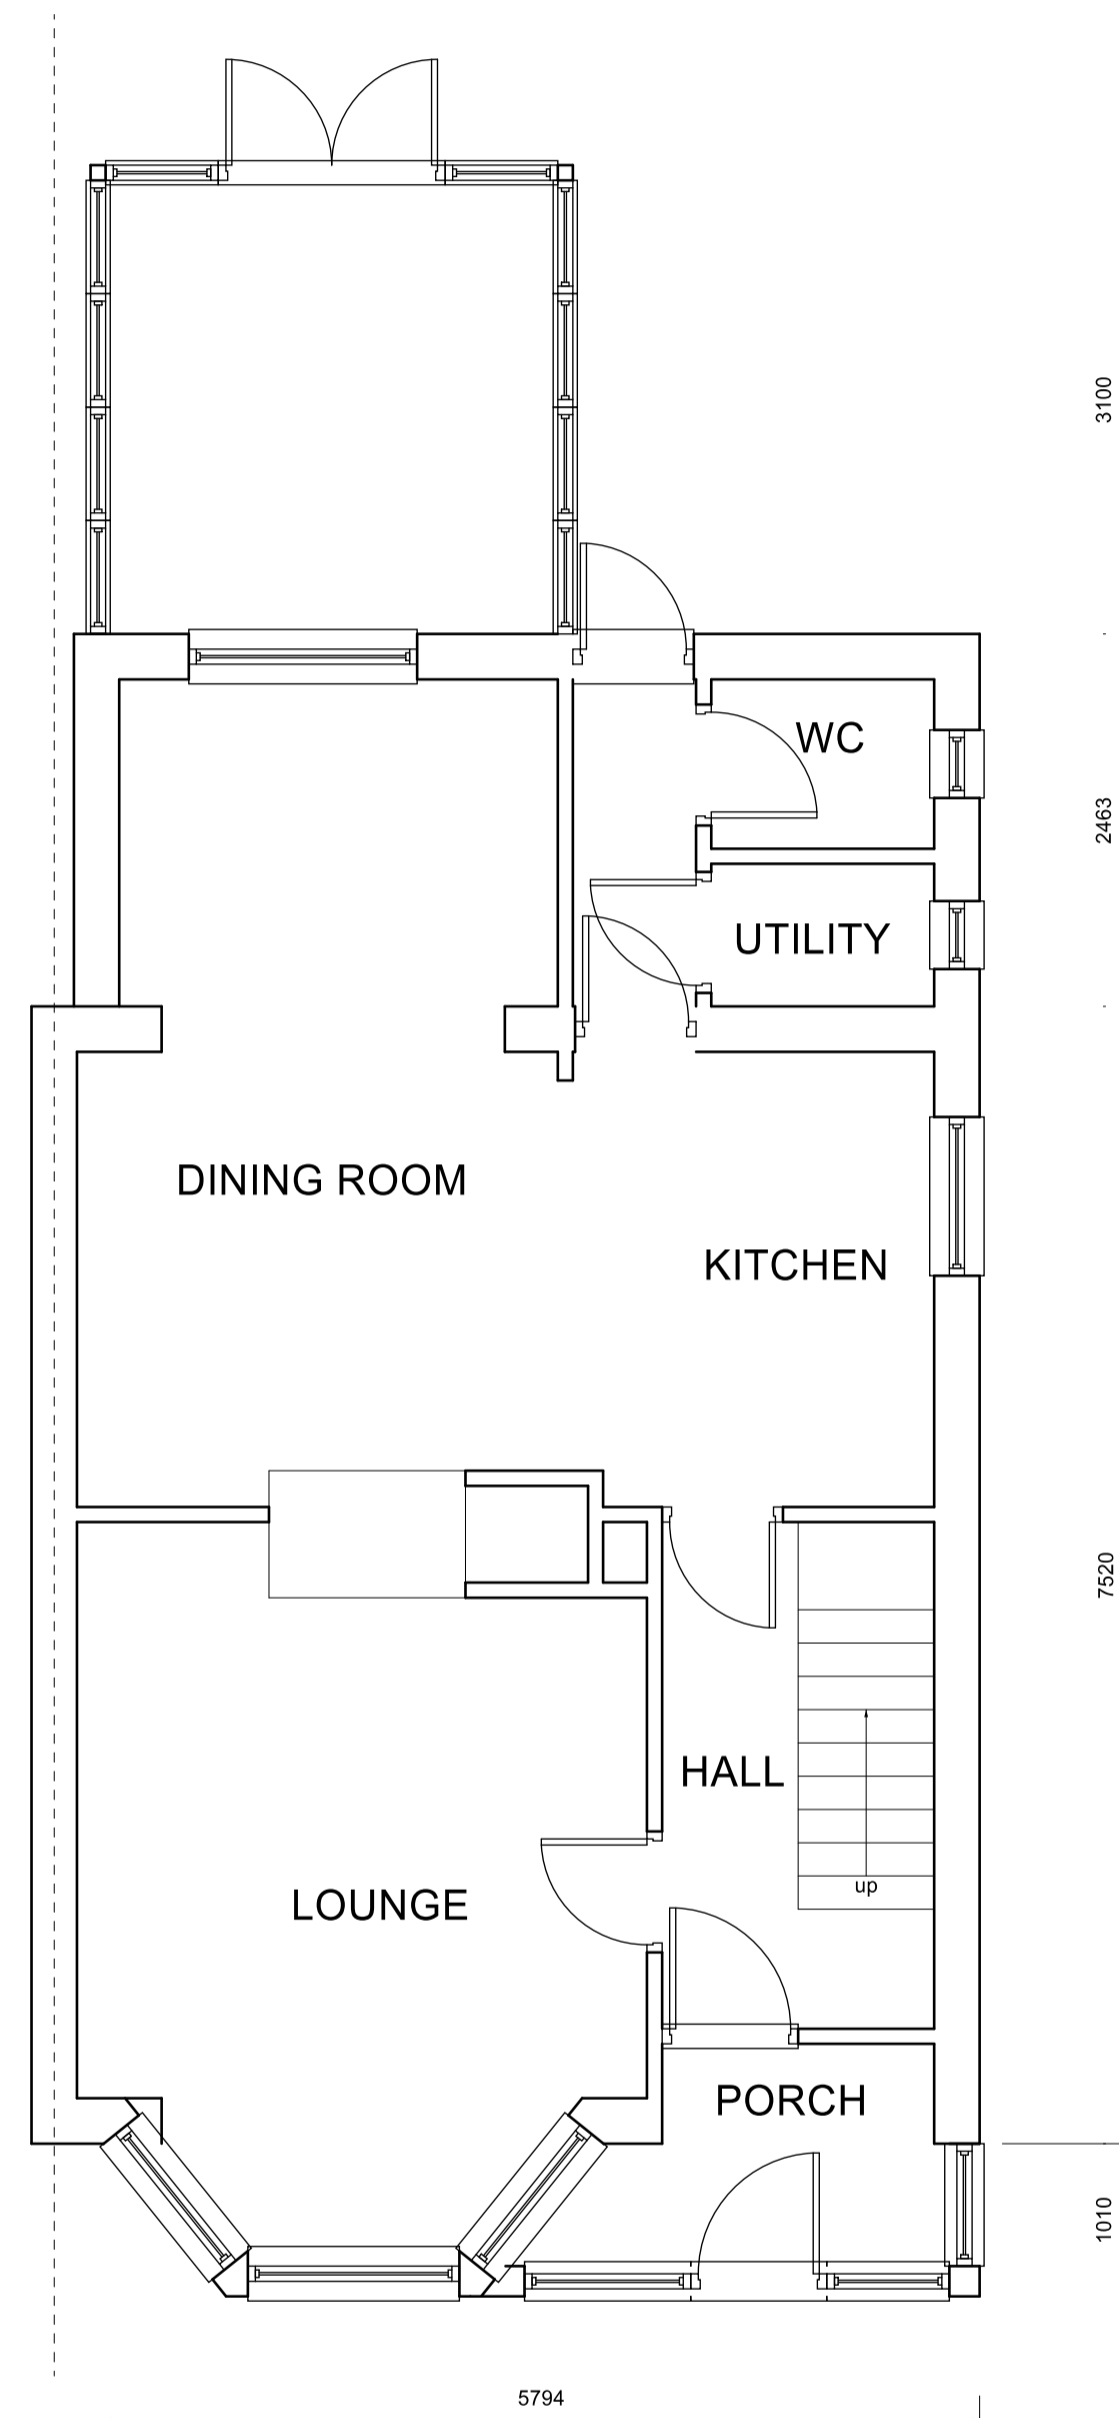 3100
WC
2463
UTILITY
DINING ROOM
KITCHEN
7520
HALL
up
LOUNGE
PORCH
1010
5794